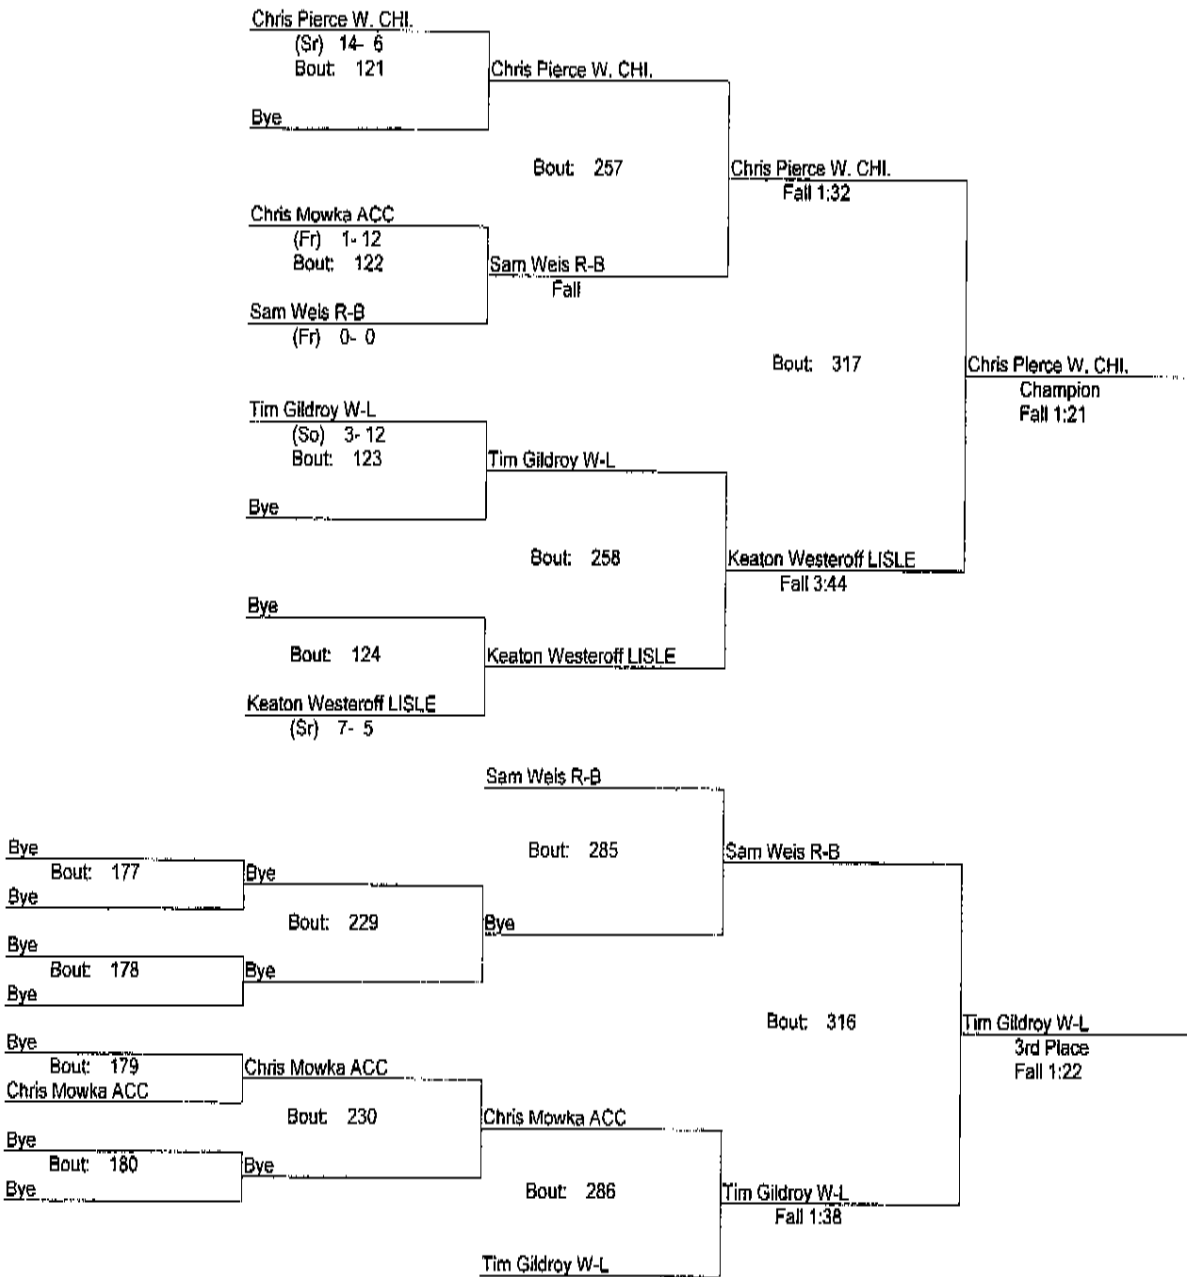 Chris Pierce W. CHI.
(Sr) 14- 6
Bout: 121
Chris Pierce W. CHI.
Bye
Bout: 257
Chris Pierce W. CHI.
Fall 1:32
Chris Mowka ACC
(Fr) 1- 12
Bout: 122
Sam Weis R-B
Fall
Sam Weis R-B
(Fr) 0- 0
Bout: 317
Chris Pierce W. CHI.
Champion
Fall 1:21
Tim Gildroy W-L
(So) 3- 12
Bout: 123
Tim Gildroy W-L
Bye
Bout: 258
Keaton Westeroff LISLE
Fall 3:44
Bye
Bout: 124
Keaton Westeroff LISLE
Keaton Westeroff LISLE
(Sr) 7- 5
Sam Weis R-B
Bout: 285
Sam Weis R-B
Bye
Bout: 177
Bye
Bye
Bout: 229
Bye
Bye
Bout: 178
Bye
Bye
Bout: 316
Tim Gildroy W-L
3rd Place
Fall 1:22
Bye
Bout: 179
Chris Mowka ACC
Chris Mowka ACC
Bout: 230
Chris Mowka ACC
Bye
Bout: 180
Bye
Bye
Bout: 286
Tim Gildroy W-L
Fall 1:38
Tim Gildroy W-L